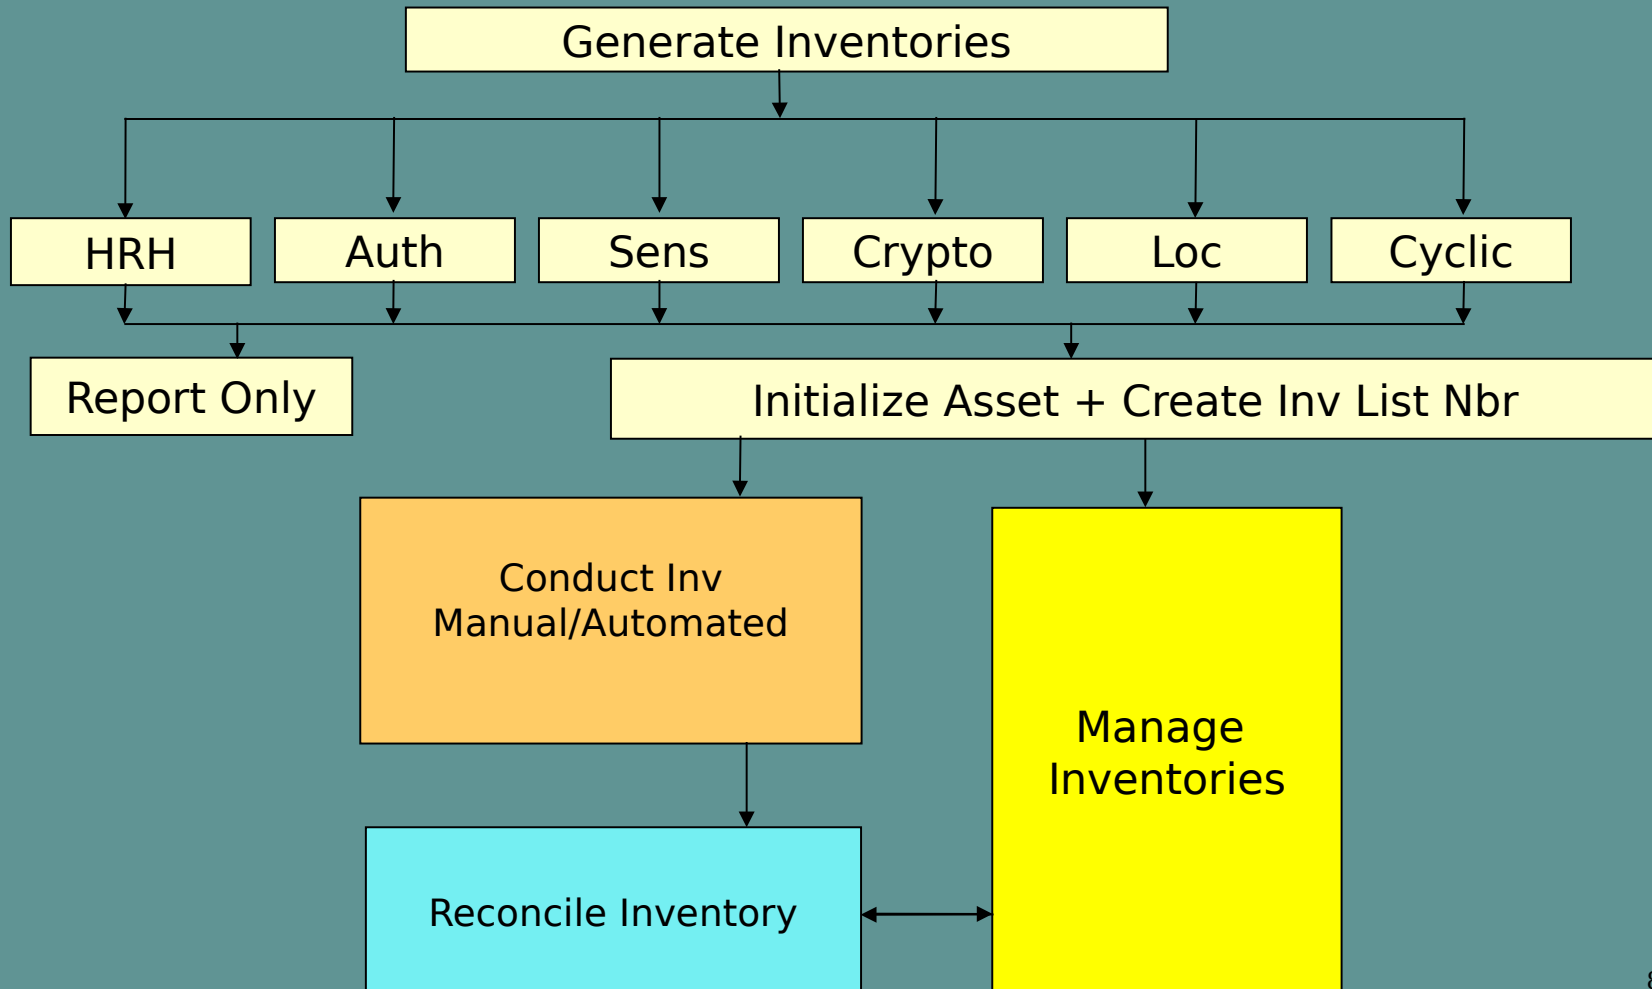 Generate Inventories
HRH
Auth
Sens
Crypto
Loc
Cyclic
Report Only
Initialize Asset + Create Inv List Nbr
Conduct Inv
Manual/Automated
Manage
Inventories
Reconcile Inventory